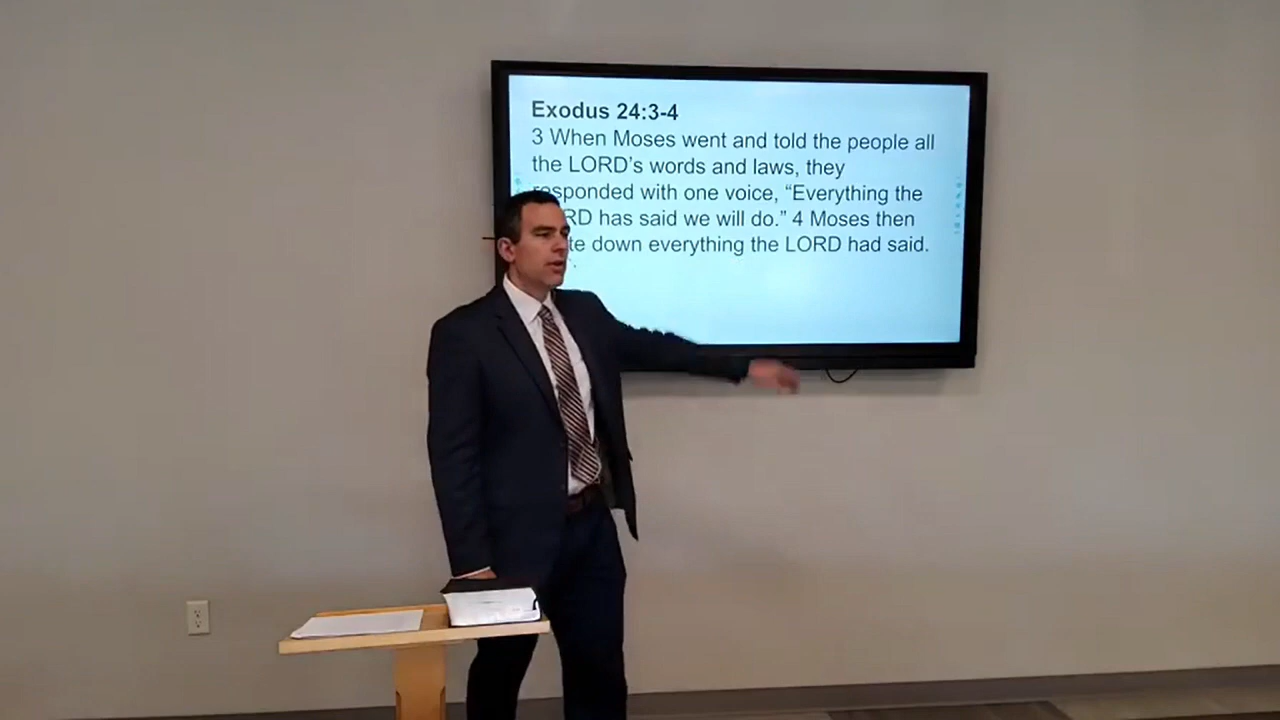 Exodus 24:3-4
3 When Moses went and told the people all
the LORD's words and laws, they
responded with one voice, “Everything the
RD has said we will do.” 4 Moses then
te down everything the LORD had said.